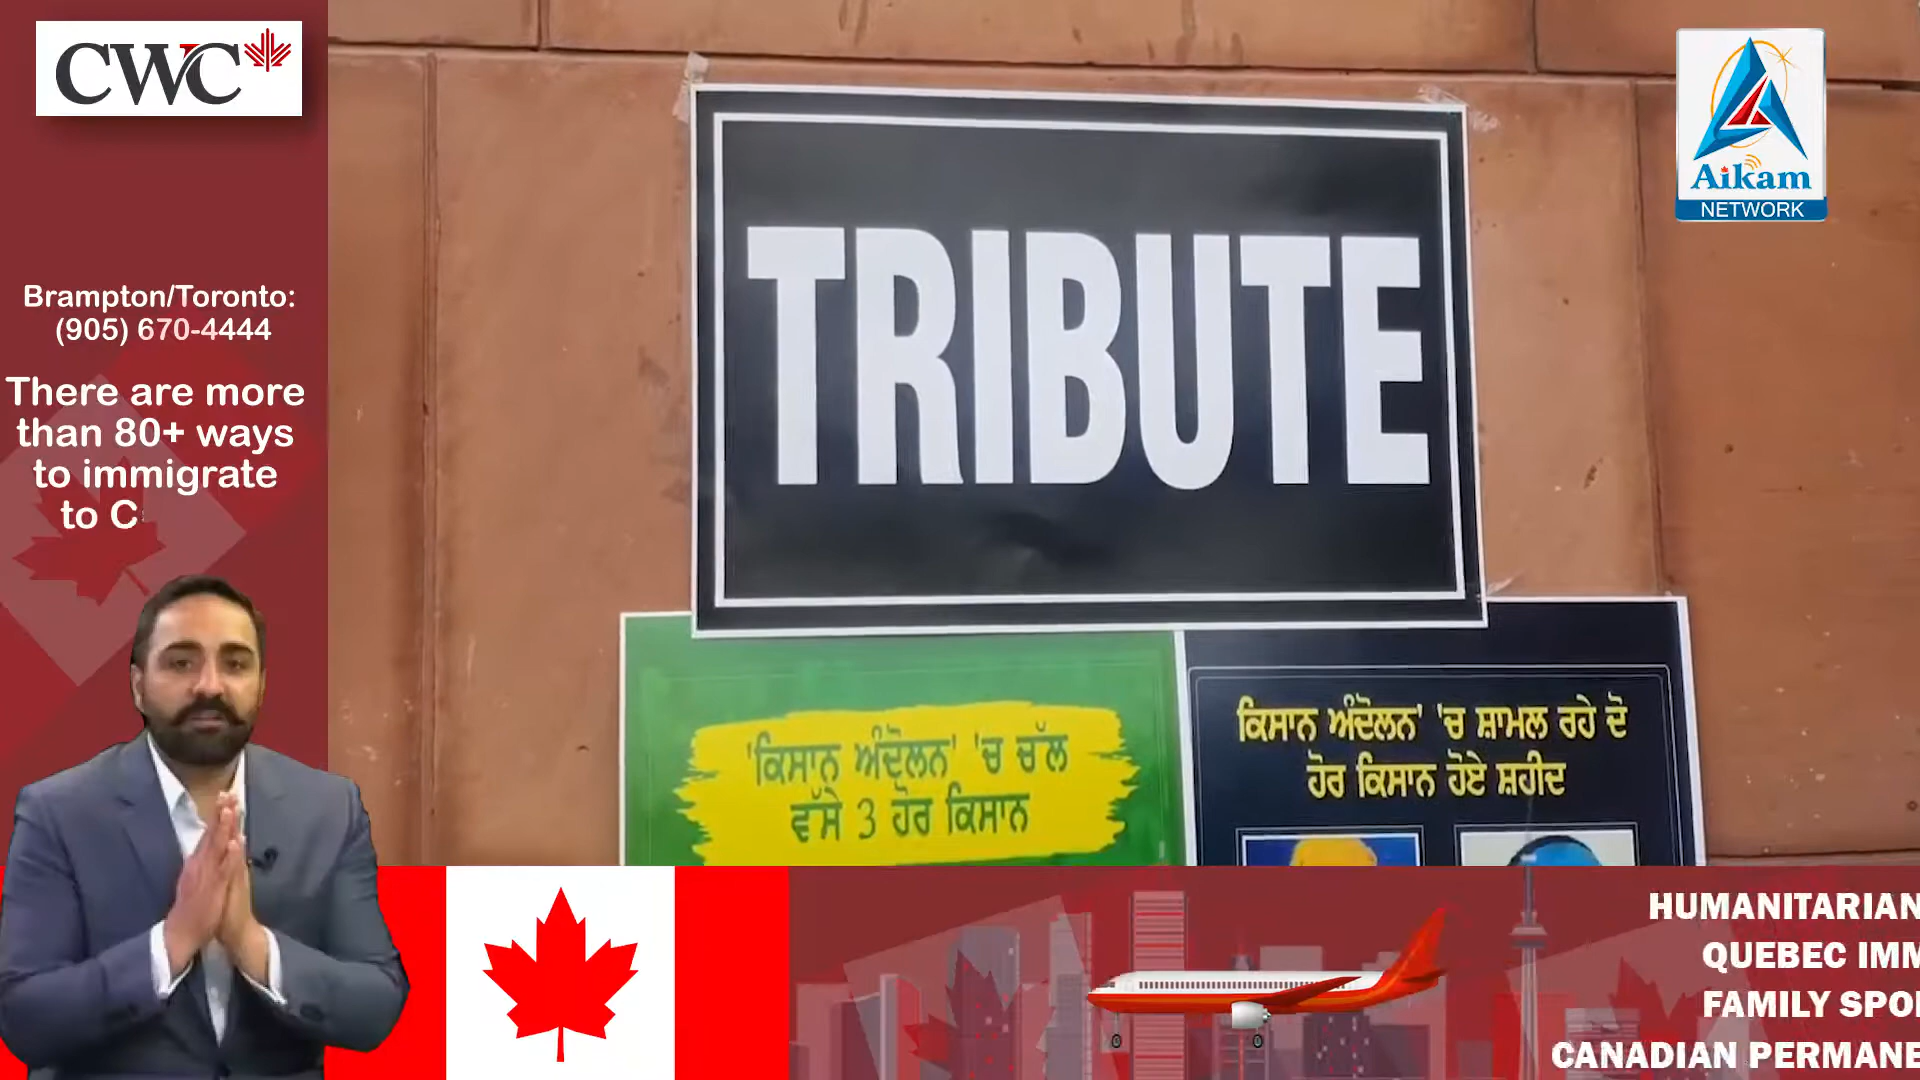 CWC
Brampton/Toronto:
(905) 670-4444
There are more
than 80+ ways
to immigrate
to C
TRIBUTE
'ਕਿਸਾਨ ਅੰਦੋਲਨ' 'ਚ ਚੱਲ
ਵੱਸੇ 3 ਹੋਰ ਕਿਸਾਨ
ਕਿਸਾਨ ਅੰਦੋਲਨ' 'ਚ ਸ਼ਾਮਲ ਰਹੇ ਦੋ
ਹੋਰ ਕਿਸਾਨ ਹੋਏ ਸ਼ਹੀਦ
Aikam
NETWORK
HUMANITARIAN
QUEBEC IMM
FAMILY SPO
CANADIAN PERMANE